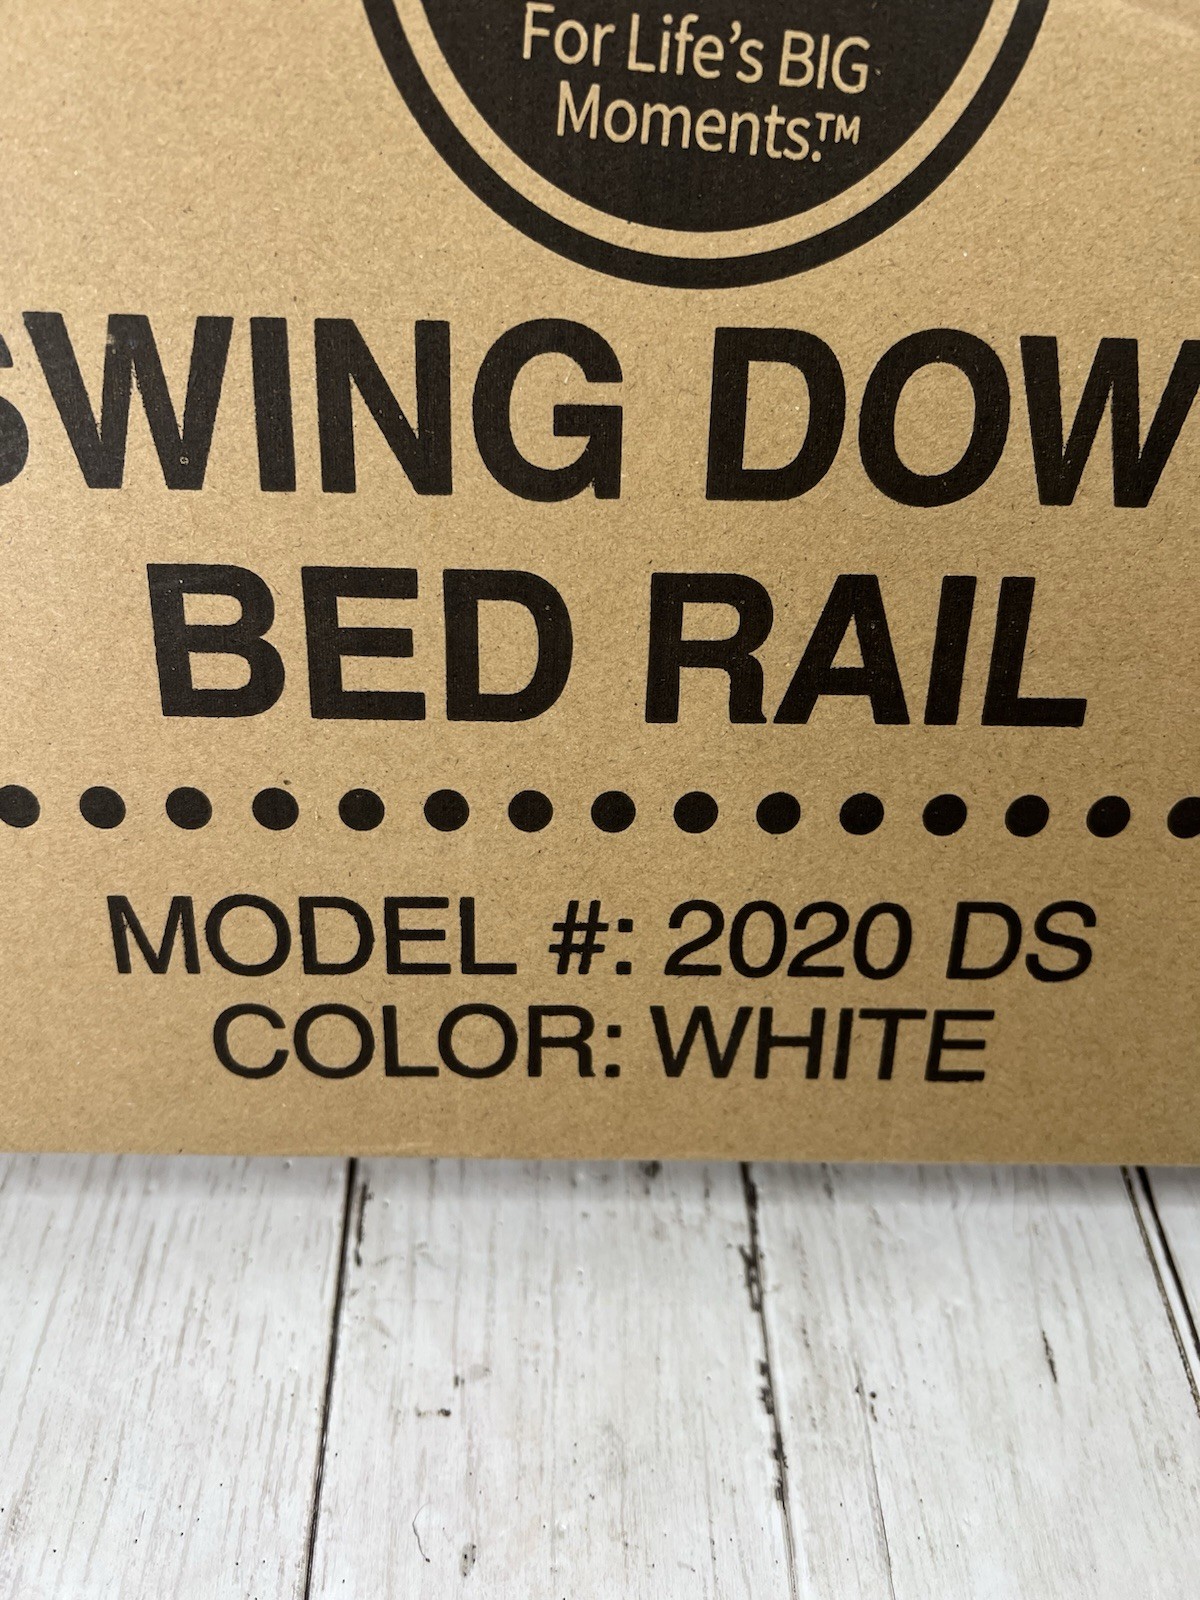 For Life's BIG
Moments.™
SWING DOW
BED RAIL
MODEL #: 2020 DS
COLOR: WHITE